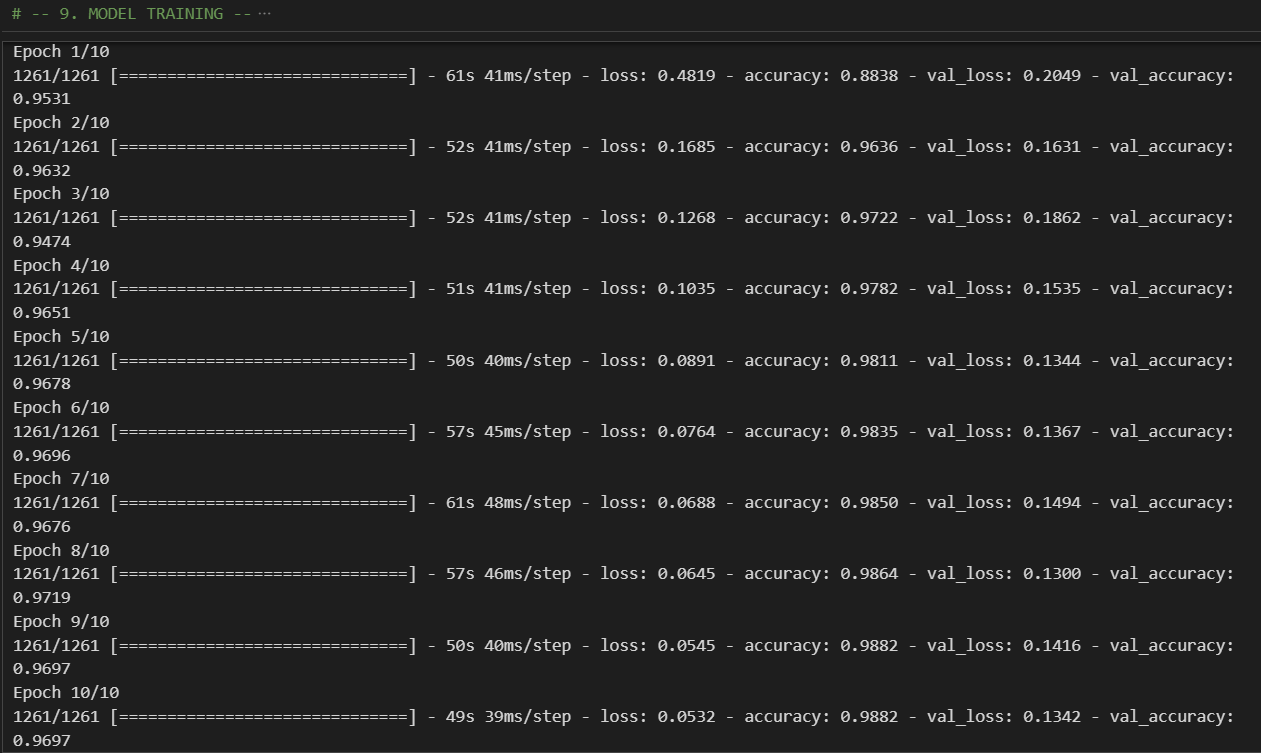 # -- 9. MODEL TRAINING -- ···
Epoch 1/10
1261/1261 [==============================] - 61s 41ms/step - loss: 0.4819 - accuracy: 0.8838 - val_loss: 0.2049 - val_accuracy:
0.9531
Epoch 2/10
1261/1261 [==============================] - 52s 41ms/step - loss: 0.1685 - accuracy: 0.9636 - val_loss: 0.1631 - val_accuracy:
0.9632
Epoch 3/10
1261/1261 [==============================] - 52s 41ms/step - loss: 0.1268 - accuracy: 0.9722 - val_loss: 0.1862 - val_accuracy:
0.9474
Epoch 4/10
1261/1261 [==============================] - 51s 41ms/step - loss: 0.1035 - accuracy: 0.9782 - val_loss: 0.1535 - val_accuracy:
0.9651
Epoch 5/10
1261/1261 [==============================] - 50s 40ms/step - loss: 0.0891 - accuracy: 0.9811 - val_loss: 0.1344 - val_accuracy:
0.9678
Epoch 6/10
1261/1261 [==============================] - 57s 45ms/step - loss: 0.0764 - accuracy: 0.9835 - val_loss: 0.1367 - val_accuracy:
0.9696
Epoch 7/10
1261/1261 [==============================] - 61s 48ms/step - loss: 0.0688 - accuracy: 0.9850 - val_loss: 0.1494 - val_accuracy:
0.9676
Epoch 8/10
1261/1261 [==============================] - 57s 46ms/step - loss: 0.0645 - accuracy: 0.9864 - val_loss: 0.1300 - val_accuracy:
0.9719
Epoch 9/10
1261/1261 [==============================] - 50s 40ms/step - loss: 0.0545 - accuracy: 0.9882 - val_loss: 0.1416 - val_accuracy:
0.9697
Epoch 10/10
1261/1261 [==============================] - 49s 39ms/step - loss: 0.0532 - accuracy: 0.9882 - val_loss: 0.1342 - val_accuracy:
0.9697